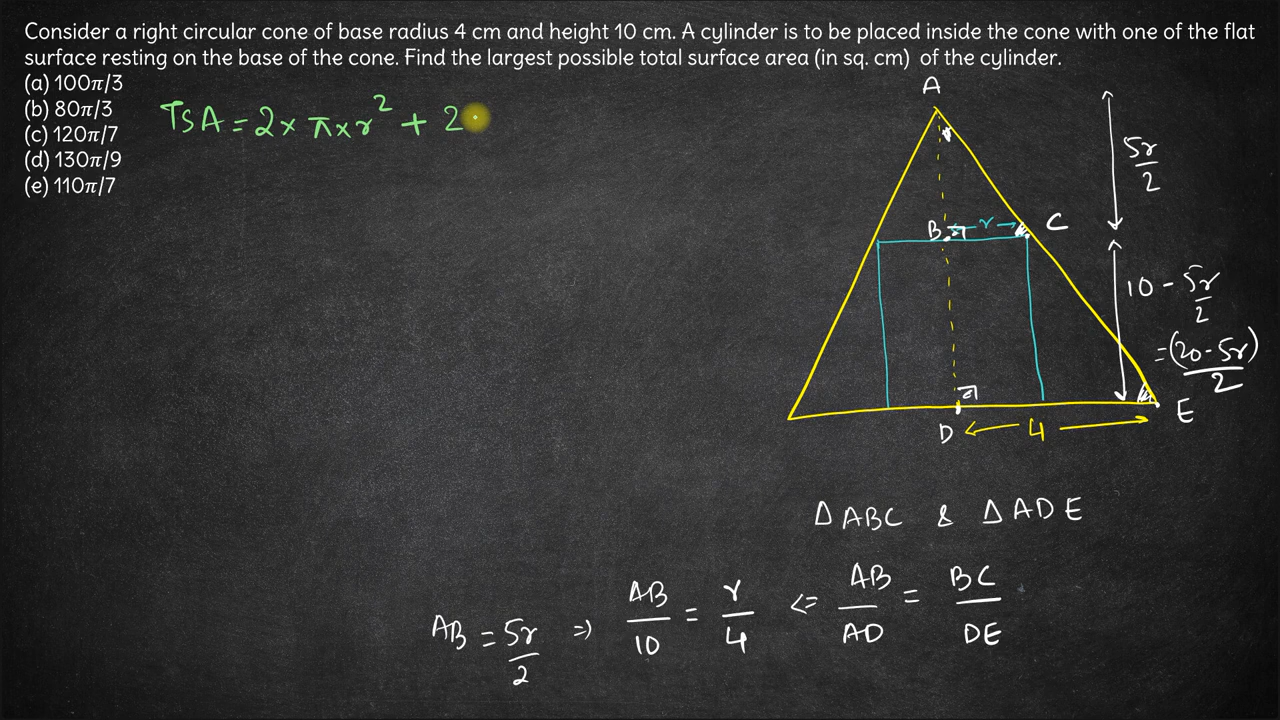 Consider a right circular cone of base radius 4 cm and height 10 cm. A cylinder is to be placed inside the cone with one of the flat
surface resting on the base of the cone. Find the largest possible total surface area (in sq. cm) of the cylinder.
(a) 100π/3
(b) 80π/3
(c) 120π/7
(d) 130π/9
(e) 110π/7
TSA = 2 × π × r² + 2
A
5r/2
B r C
10 - 5r/2
= (20 - 5r)/2
D 4 E
Δ ABC & Δ ADE
AB = 5r/2 ⇒ AB/10 = r/4 ⇐ AB/AD = BC/DE